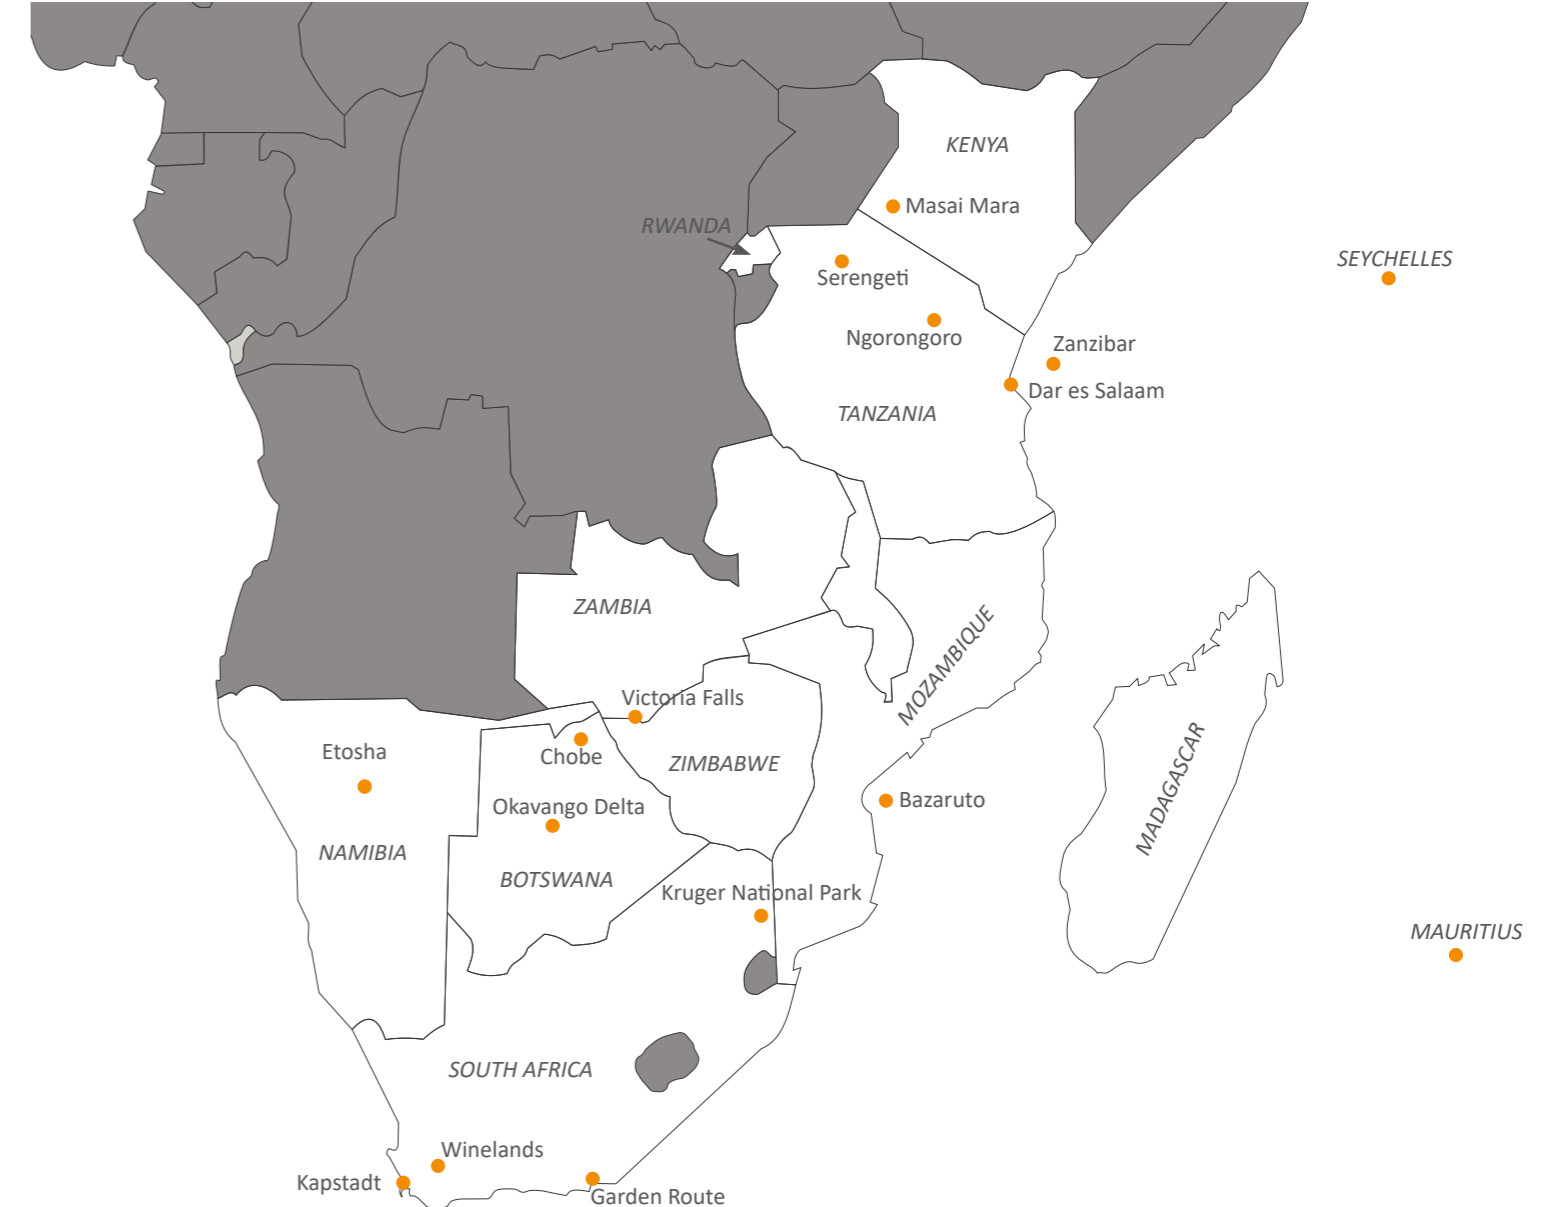 KENYA
Masai Mara
RWANDA
SEYCHELLES
Serengeti
Ngorongoro
Zanzibar
Dar es Salaam
TANZANIA
ZAMBIA
MOZAMBIQUE
Victoria Falls
Etosha
Chobe
ZIMBABWE
MADAGASCAR
Okavango Delta
Bazaruto
NAMIBIA
BOTSWANA
Kruger National Park
MAURITIUS
SOUTH AFRICA
Winelands
Kapstadt
Garden Route